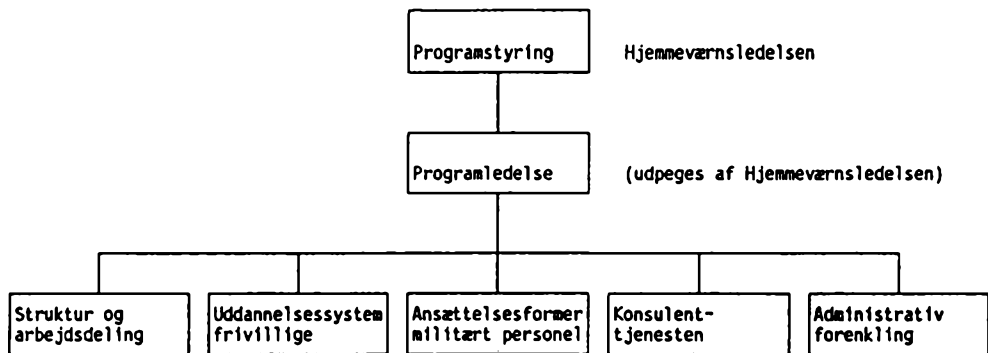 Programstyring Hjemmeværnsledelsen
Programledelse (udpeges af Hjemmeværnsledelsen)
Struktur og
arbejdsdeling
Uddannelsessystem
frivillige
Ansættelsesformer
militært personel
Konsulent-
tjenesten
Administrativ
forenkling